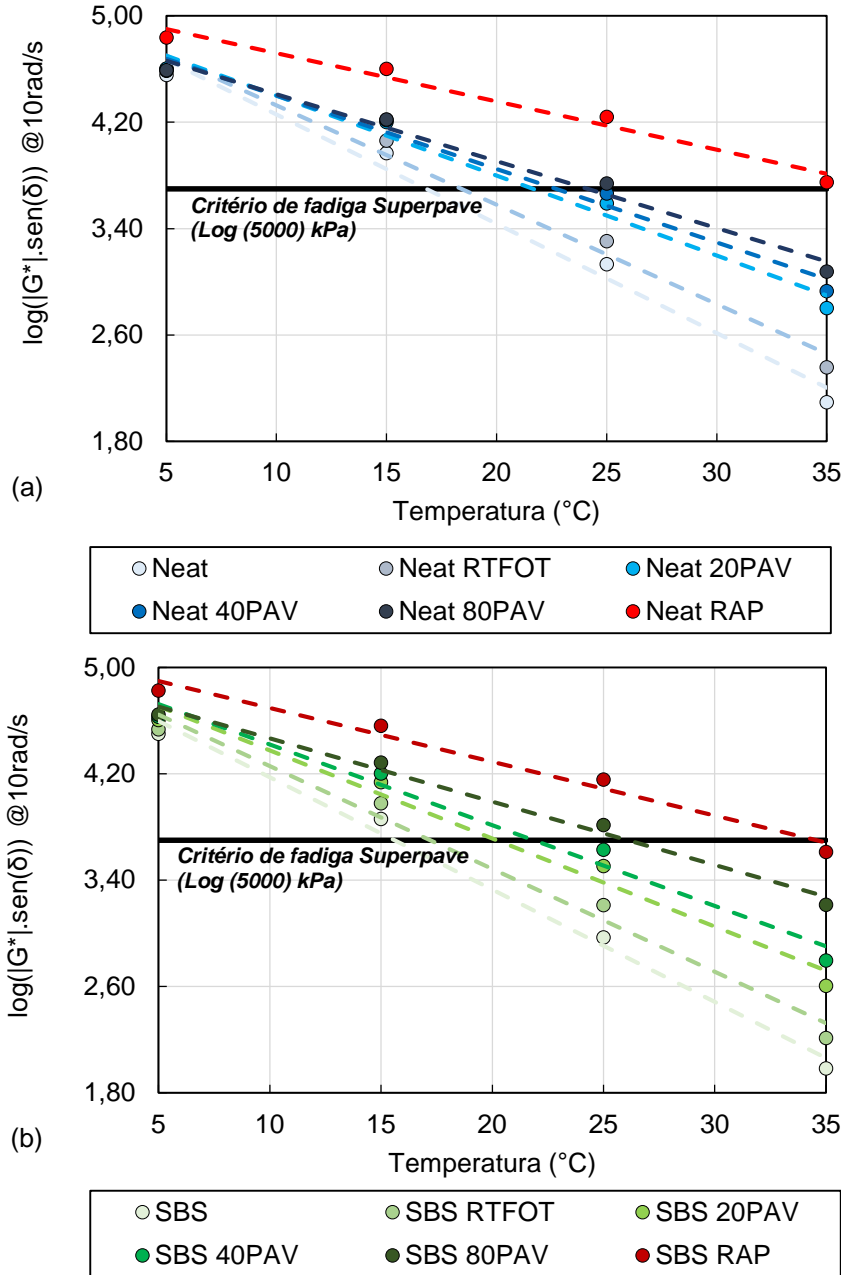 5,00
4,20
3,40
2,60
1,80
log(|G*|.sen(δ)) @10rad/s
Critério de fadiga Superpave
(Log (5000) kPa)
5 10 15 20 25 30 35
(a)
Temperatura (°C)
Neat Neat RTFOT Neat 20PAV
Neat 40PAV Neat 80PAV Neat RAP
5,00
4,20
3,40
2,60
1,80
log(|G*|.sen(δ)) @10rad/s
Critério de fadiga Superpave
(Log (5000) kPa)
5 10 15 20 25 30 35
(b)
Temperatura (°C)
SBS SBS RTFOT SBS 20PAV
SBS 40PAV SBS 80PAV SBS RAP